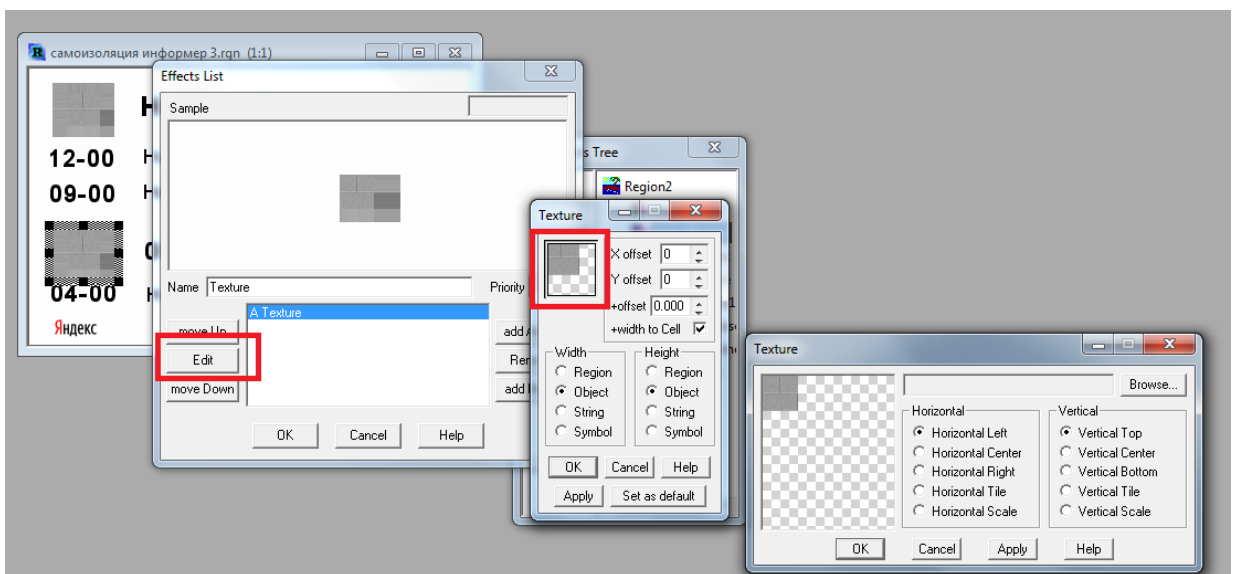 самоизоляция информер 3.rgn (1:1)
12-00
09-00
04-00
Яндекс
Effects List
Sample
Name Texture
Priority
A Texture
move Up
Edit
move Down
OK Cancel Help
s Tree
Region2
Texture
X offset 0
Y offset 0
+offset 0.000
+width to Cell
Width Height
Region Region
Object Object
String String
Symbol Symbol
OK Cancel Help
Apply Set as default
Texture
Browse...
Horizontal Vertical
Horizontal Left Vertical Top
Horizontal Center Vertical Center
Horizontal Right Vertical Bottom
Horizontal Tile Vertical Tile
Horizontal Scale Vertical Scale
OK Cancel Apply Help